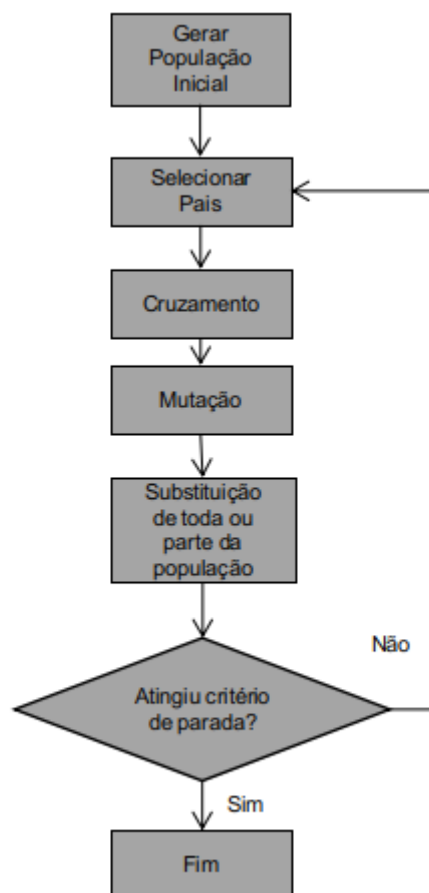 Gerar
População
Inicial
Selecionar
Pais
Cruzamento
Mutação
Substituição
de toda ou
parte da
população
Não
Atingiu critério
de parada?
Sim
Fim